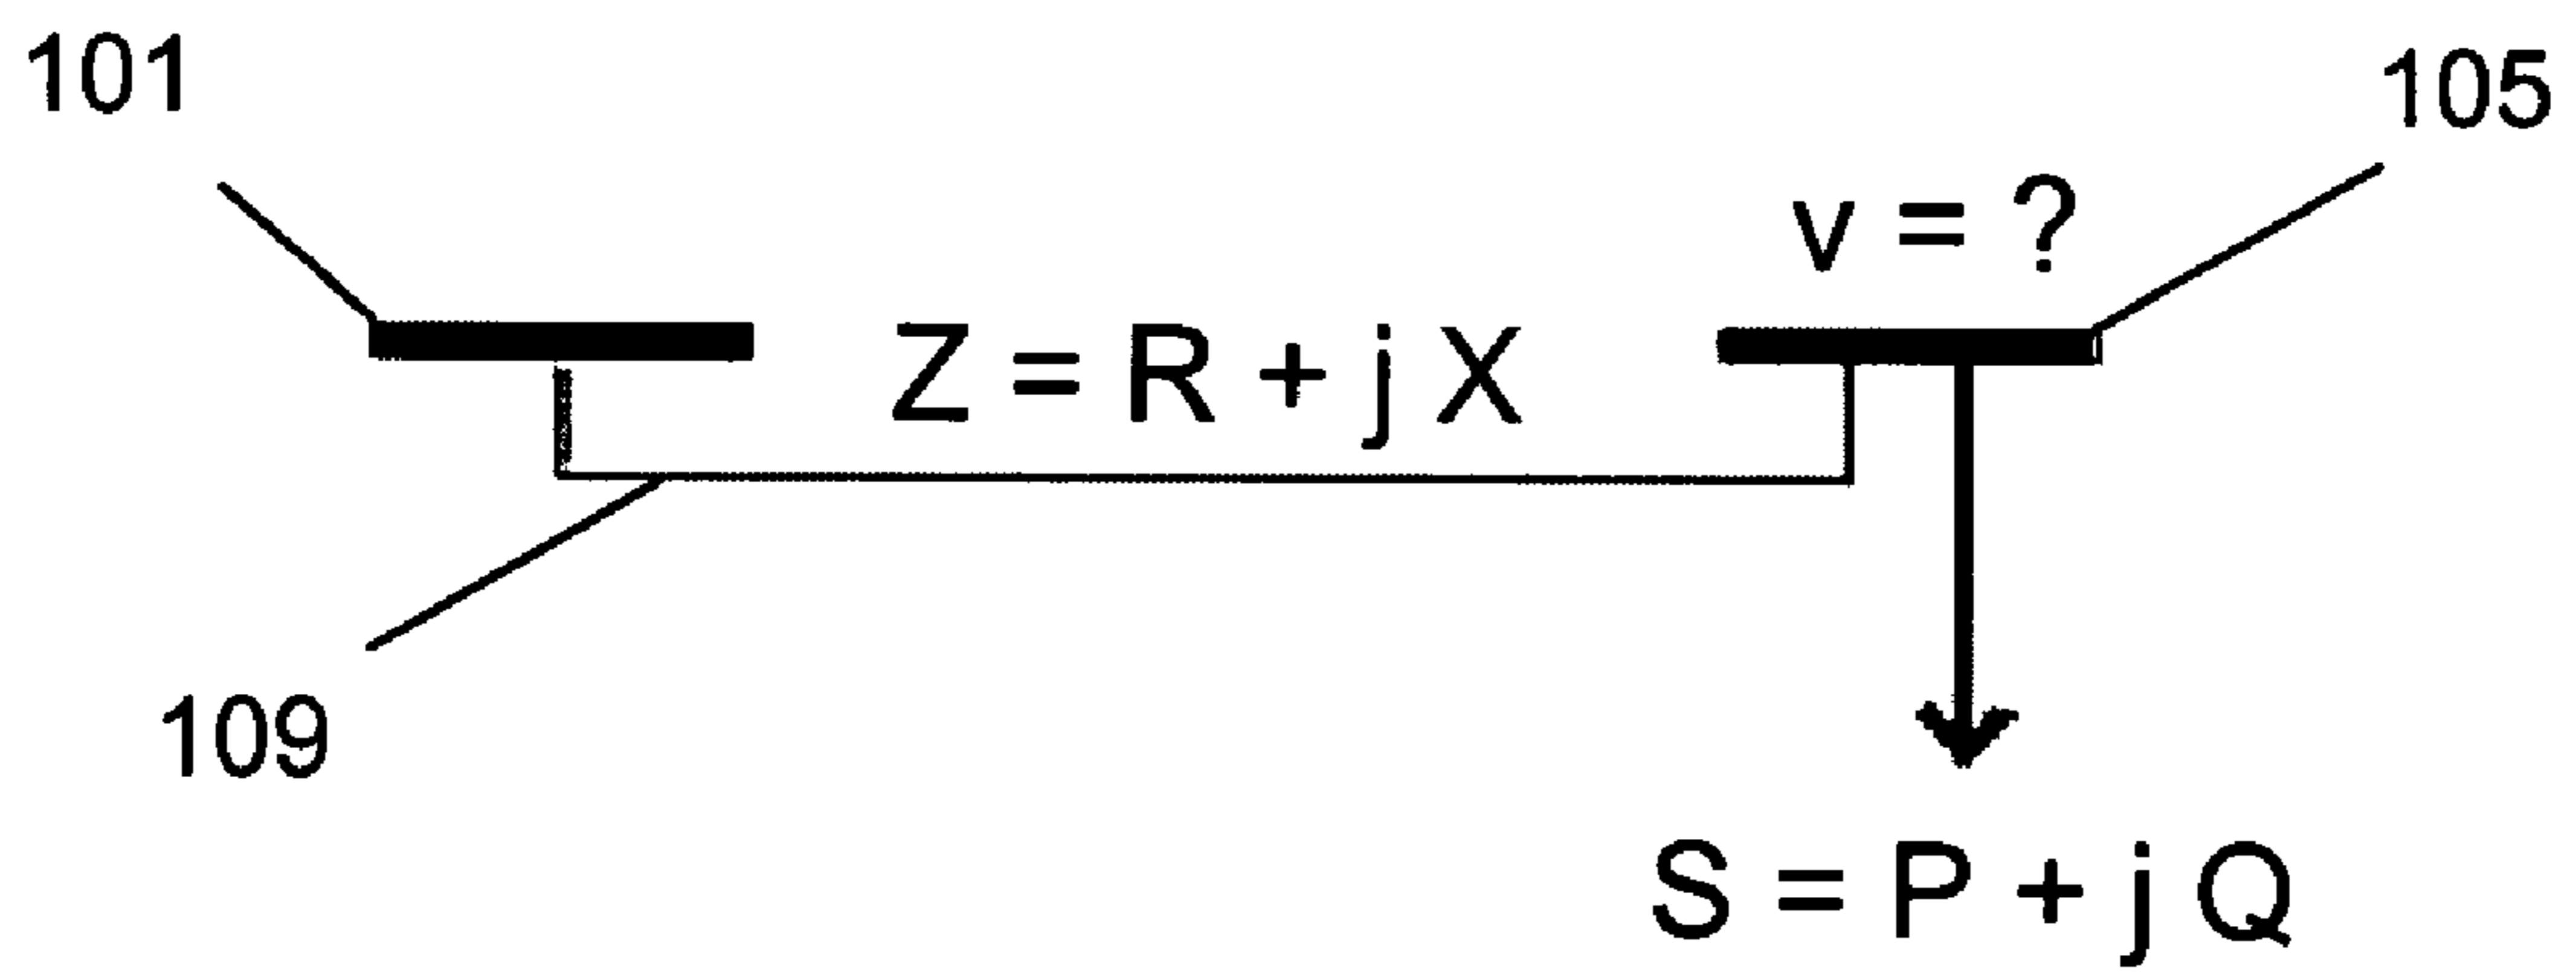 101
105
v = ?
Z = R + j X
109
S = P + j Q